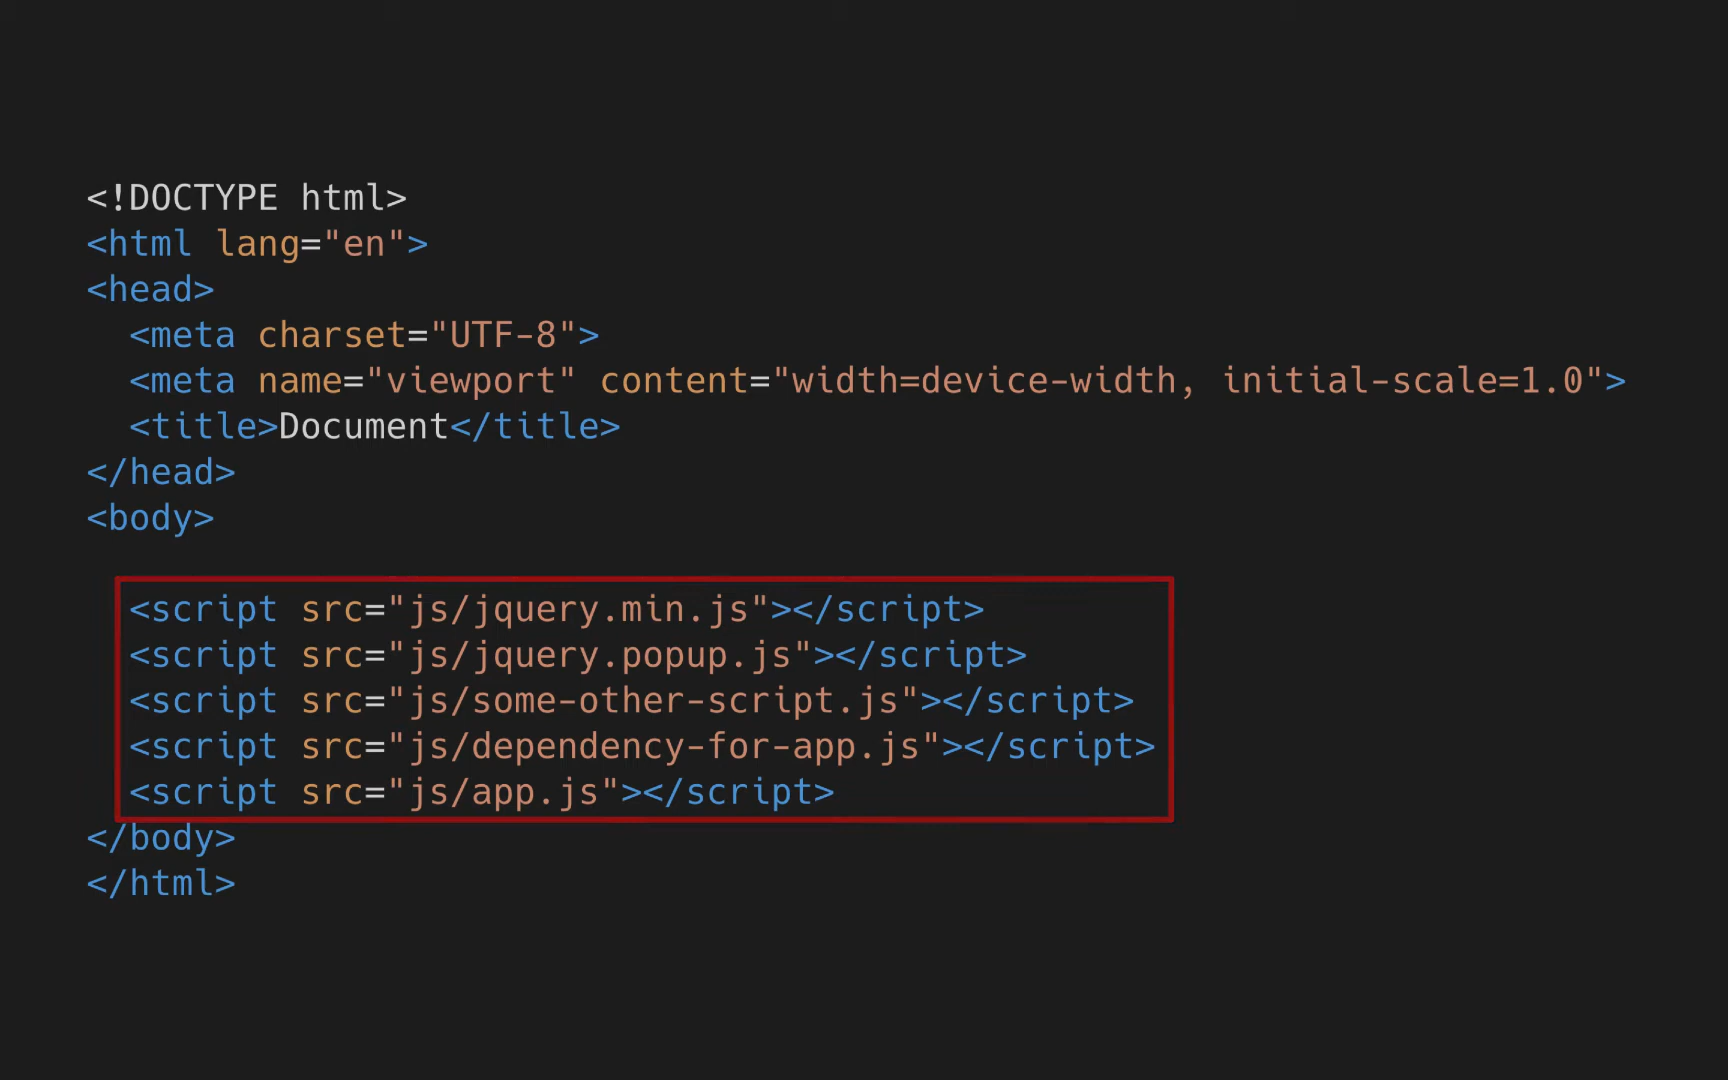 <!DOCTYPE html>
<html lang="en">
<head>
  <meta charset="UTF-8">
  <meta name="viewport" content="width=device-width, initial-scale=1.0">
  <title>Document</title>
</head>
<body>
  <script src="js/jquery.min.js"></script>
  <script src="js/jquery.popup.js"></script>
  <script src="js/some-other-script.js"></script>
  <script src="js/dependency-for-app.js"></script>
  <script src="js/app.js"></script>
</body>
</html>